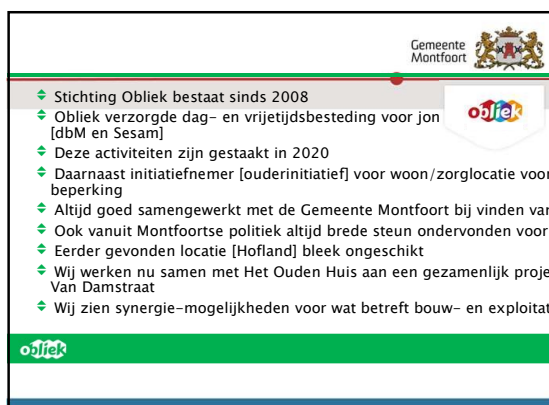 Gemeente
Montfoort
Stichting Obliek bestaat sinds 2008
obliek
Obliek verzorgde dag- en vrijetijdsbesteding voor jon
[dbM en Sesam]
Deze activiteiten zijn gestaakt in 2020
Daarnaast initiatiefnemer [ouderinitiatief] voor woon/zorglocatie voor
beperking
Altijd goed samengewerkt met de Gemeente Montfoort bij vinden van
Ook vanuit Montfoortse politiek altijd brede steun ondervonden voor
Eerder gevonden locatie [Hofland] bleek ongeschikt
Wij werken nu samen met Het Ouden Huis aan een gezamenlijk proje
Van Damstraat
Wij zien synergie-mogelijkheden voor wat betreft bouw- en exploitat
obliek